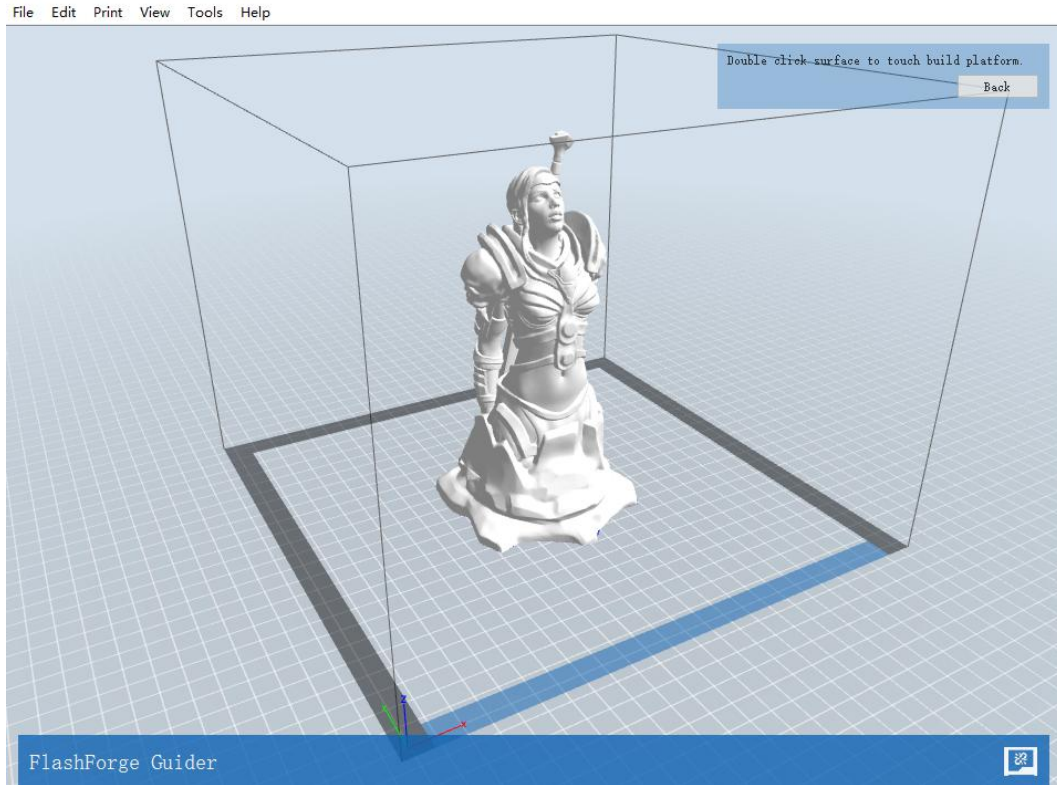 File Edit Print View Tools Help
Double click surface to touch build platform.
Back
Z
x
FlashForge Guider